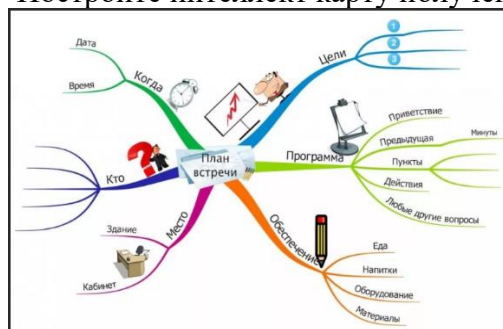 Постройте интеллект карту получе
Дата
Когда
Время
Цели
1
2
3
Приветствие
Предыдущая
Минуты
Программа
Пункты
Действия
Любые другие вопросы
План
встречи
Кто
Место
Здание
Кабинет
Обеспечение
Еда
Напитки
Оборудование
Материалы